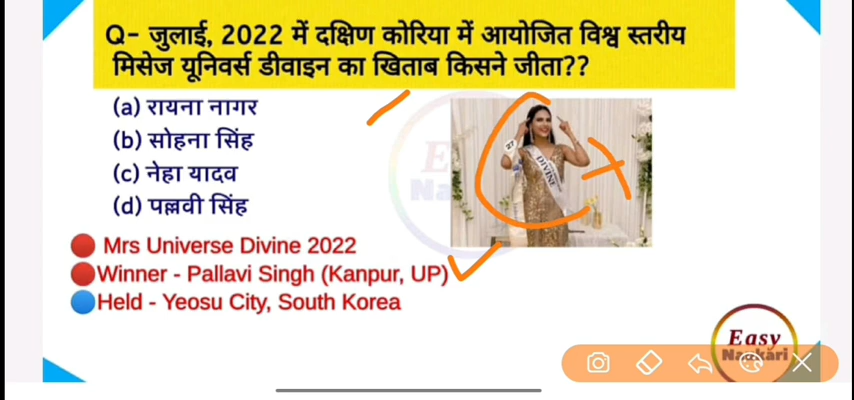 Q- जुलाई, 2022 में दक्षिण कोरिया में आयोजित विश्व स्तरीय
मिसेज यूनिवर्स डीवाइन का खिताब किसने जीता??
(a) रायना नागर
(b) सोहना सिंह
(c) नेहा यादव
(d) पल्लवी सिंह
DIVINE
Mrs Universe Divine 2022
Winner - Pallavi Singh (Kanpur, UP)
Held - Yeosu City, South Korea
Easy
Naukari